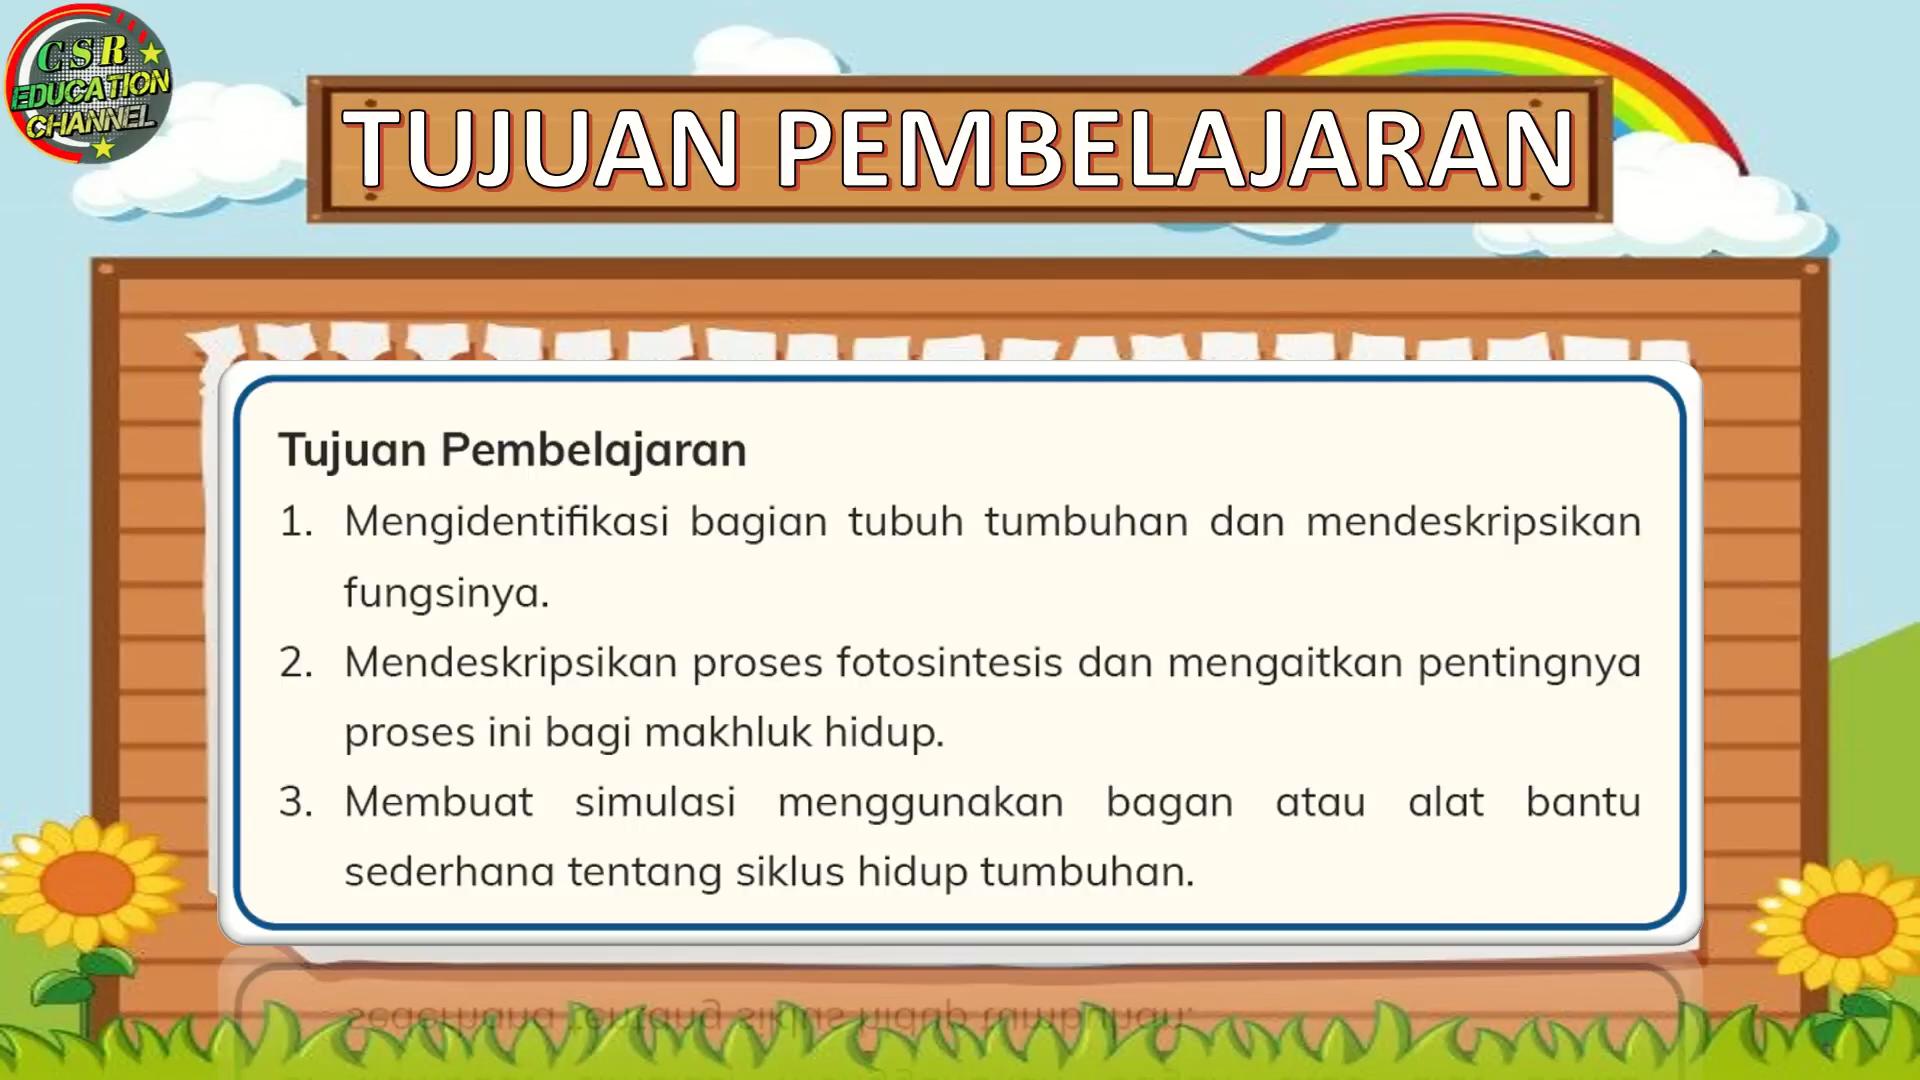 CSR
EDUCATION
CHANNEL
TUJUAN PEMBELAJARAN
Tujuan Pembelajaran
1. Mengidentifikasi bagian tubuh tumbuhan dan mendeskripsikan
fungsinya.
2. Mendeskripsikan proses fotosintesis dan mengaitkan pentingnya
proses ini bagi makhluk hidup.
3. Membuat simulasi menggunakan bagan atau alat bantu
sederhana tentang siklus hidup tumbuhan.